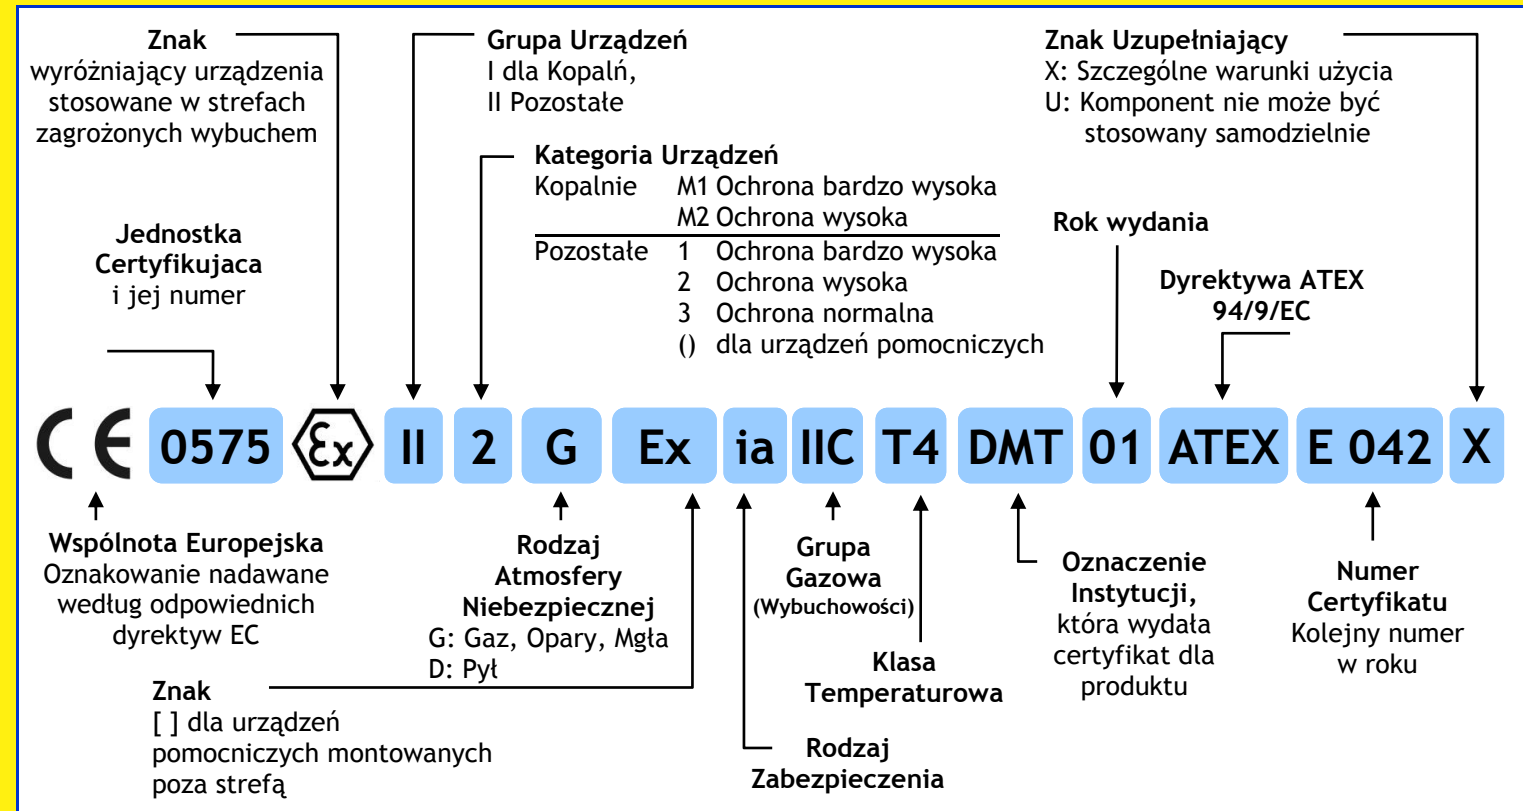 Znak
wyróżniający urządzenia
stosowane w strefach
zagrożonych wybuchem
Grupa Urządzeń
I dla Kopalń,
II Pozostałe
Znak Uzupełniający
X: Szczególne warunki użycia
U: Komponent nie może być
stosowany samodzielnie
Kategoria Urządzeń
Kopalnie M1 Ochrona bardzo wysoka
M2 Ochrona wysoka
Pozostałe 1 Ochrona bardzo wysoka
2 Ochrona wysoka
3 Ochrona normalna
() dla urządzeń pomocniczych
Jednostka
Certyfikujaca
i jej numer
Rok wydania
Dyrektywa ATEX
94/9/EC
CE 0575 Ex II 2 G Ex ia IIC T4 DMT 01 ATEX E 042 X
Wspólnota Europejska
Oznakowanie nadawane
według odpowiednich
dyrektyw EC
Rodzaj
Atmosfery
Niebezpiecznej
G: Gaz, Opary, Mgła
D: Pył
Grupa
Gazowa
(Wybuchowości)
Oznaczenie
Instytucji,
która wydała
certyfikat dla
produktu
Numer
Certyfikatu
Kolejny numer
w roku
Klasa
Temperaturowa
Znak
[ ] dla urządzeń
pomocniczych montowanych
poza strefą
Rodzaj
Zabezpieczenia